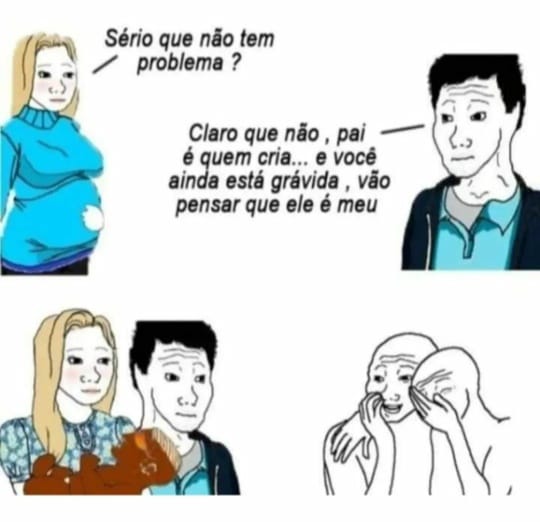 Sério que não tem
problema ?
Claro que não , pai
é quem cria... e você
ainda está grávida , vão
pensar que ele é meu